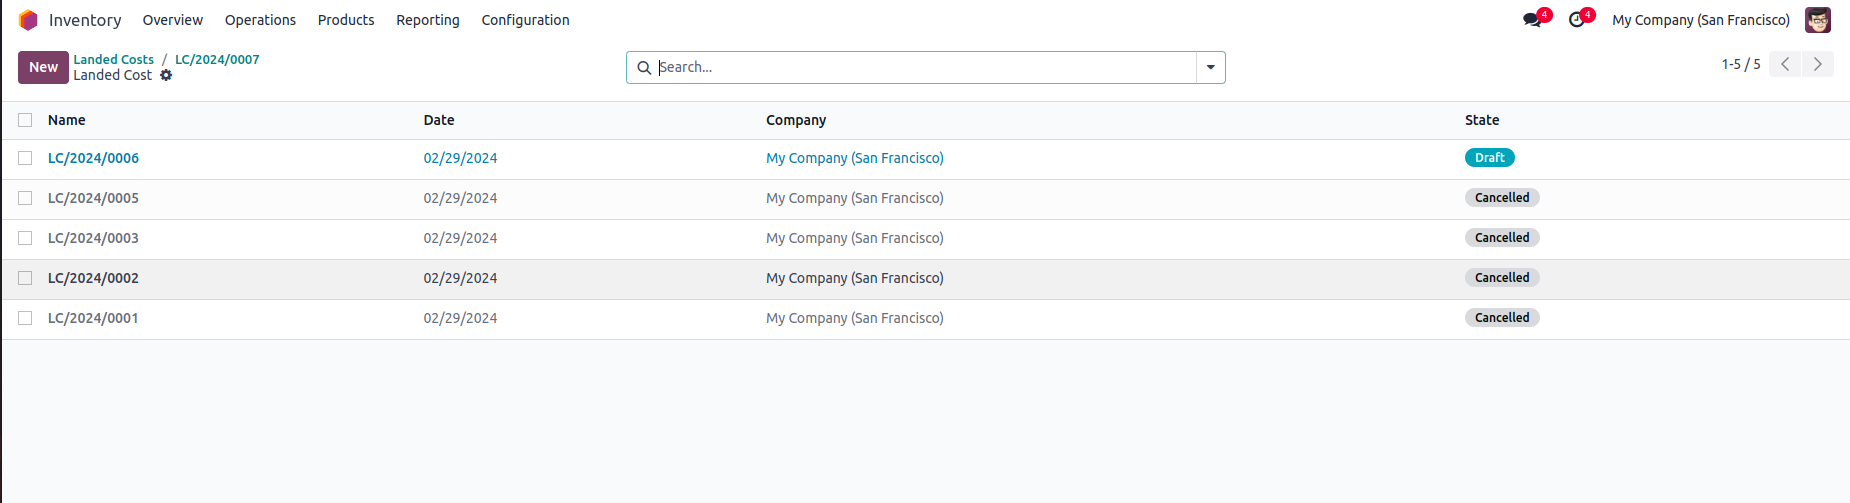 Inventory Overview Operations Products Reporting Configuration 4 4 My Company (San Francisco)
New Landed Costs / LC/2024/0007 Search... 1-5 / 5
Landed Cost
Name Date Company State
LC/2024/0006 02/29/2024 My Company (San Francisco) Draft
LC/2024/0005 02/29/2024 My Company (San Francisco) Cancelled
LC/2024/0003 02/29/2024 My Company (San Francisco) Cancelled
LC/2024/0002 02/29/2024 My Company (San Francisco) Cancelled
LC/2024/0001 02/29/2024 My Company (San Francisco) Cancelled